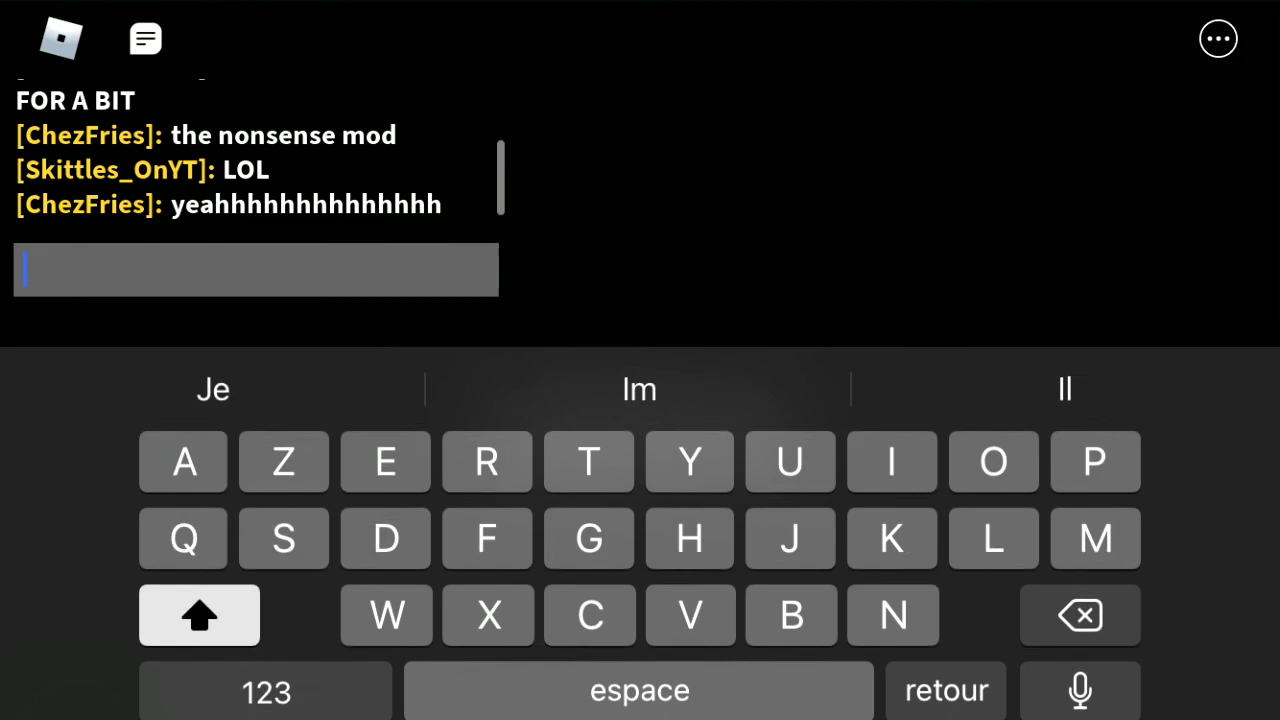 FOR A BIT
[ChezFries]: the nonsense mod
[Skittles_OnYT]: LOL
[ChezFries]: yeahhhhhhhhhhhhhh
Je Im Il
A Z E R T Y U I O P
Q S D F G H J K L M
W X C V B N
123 espace retour